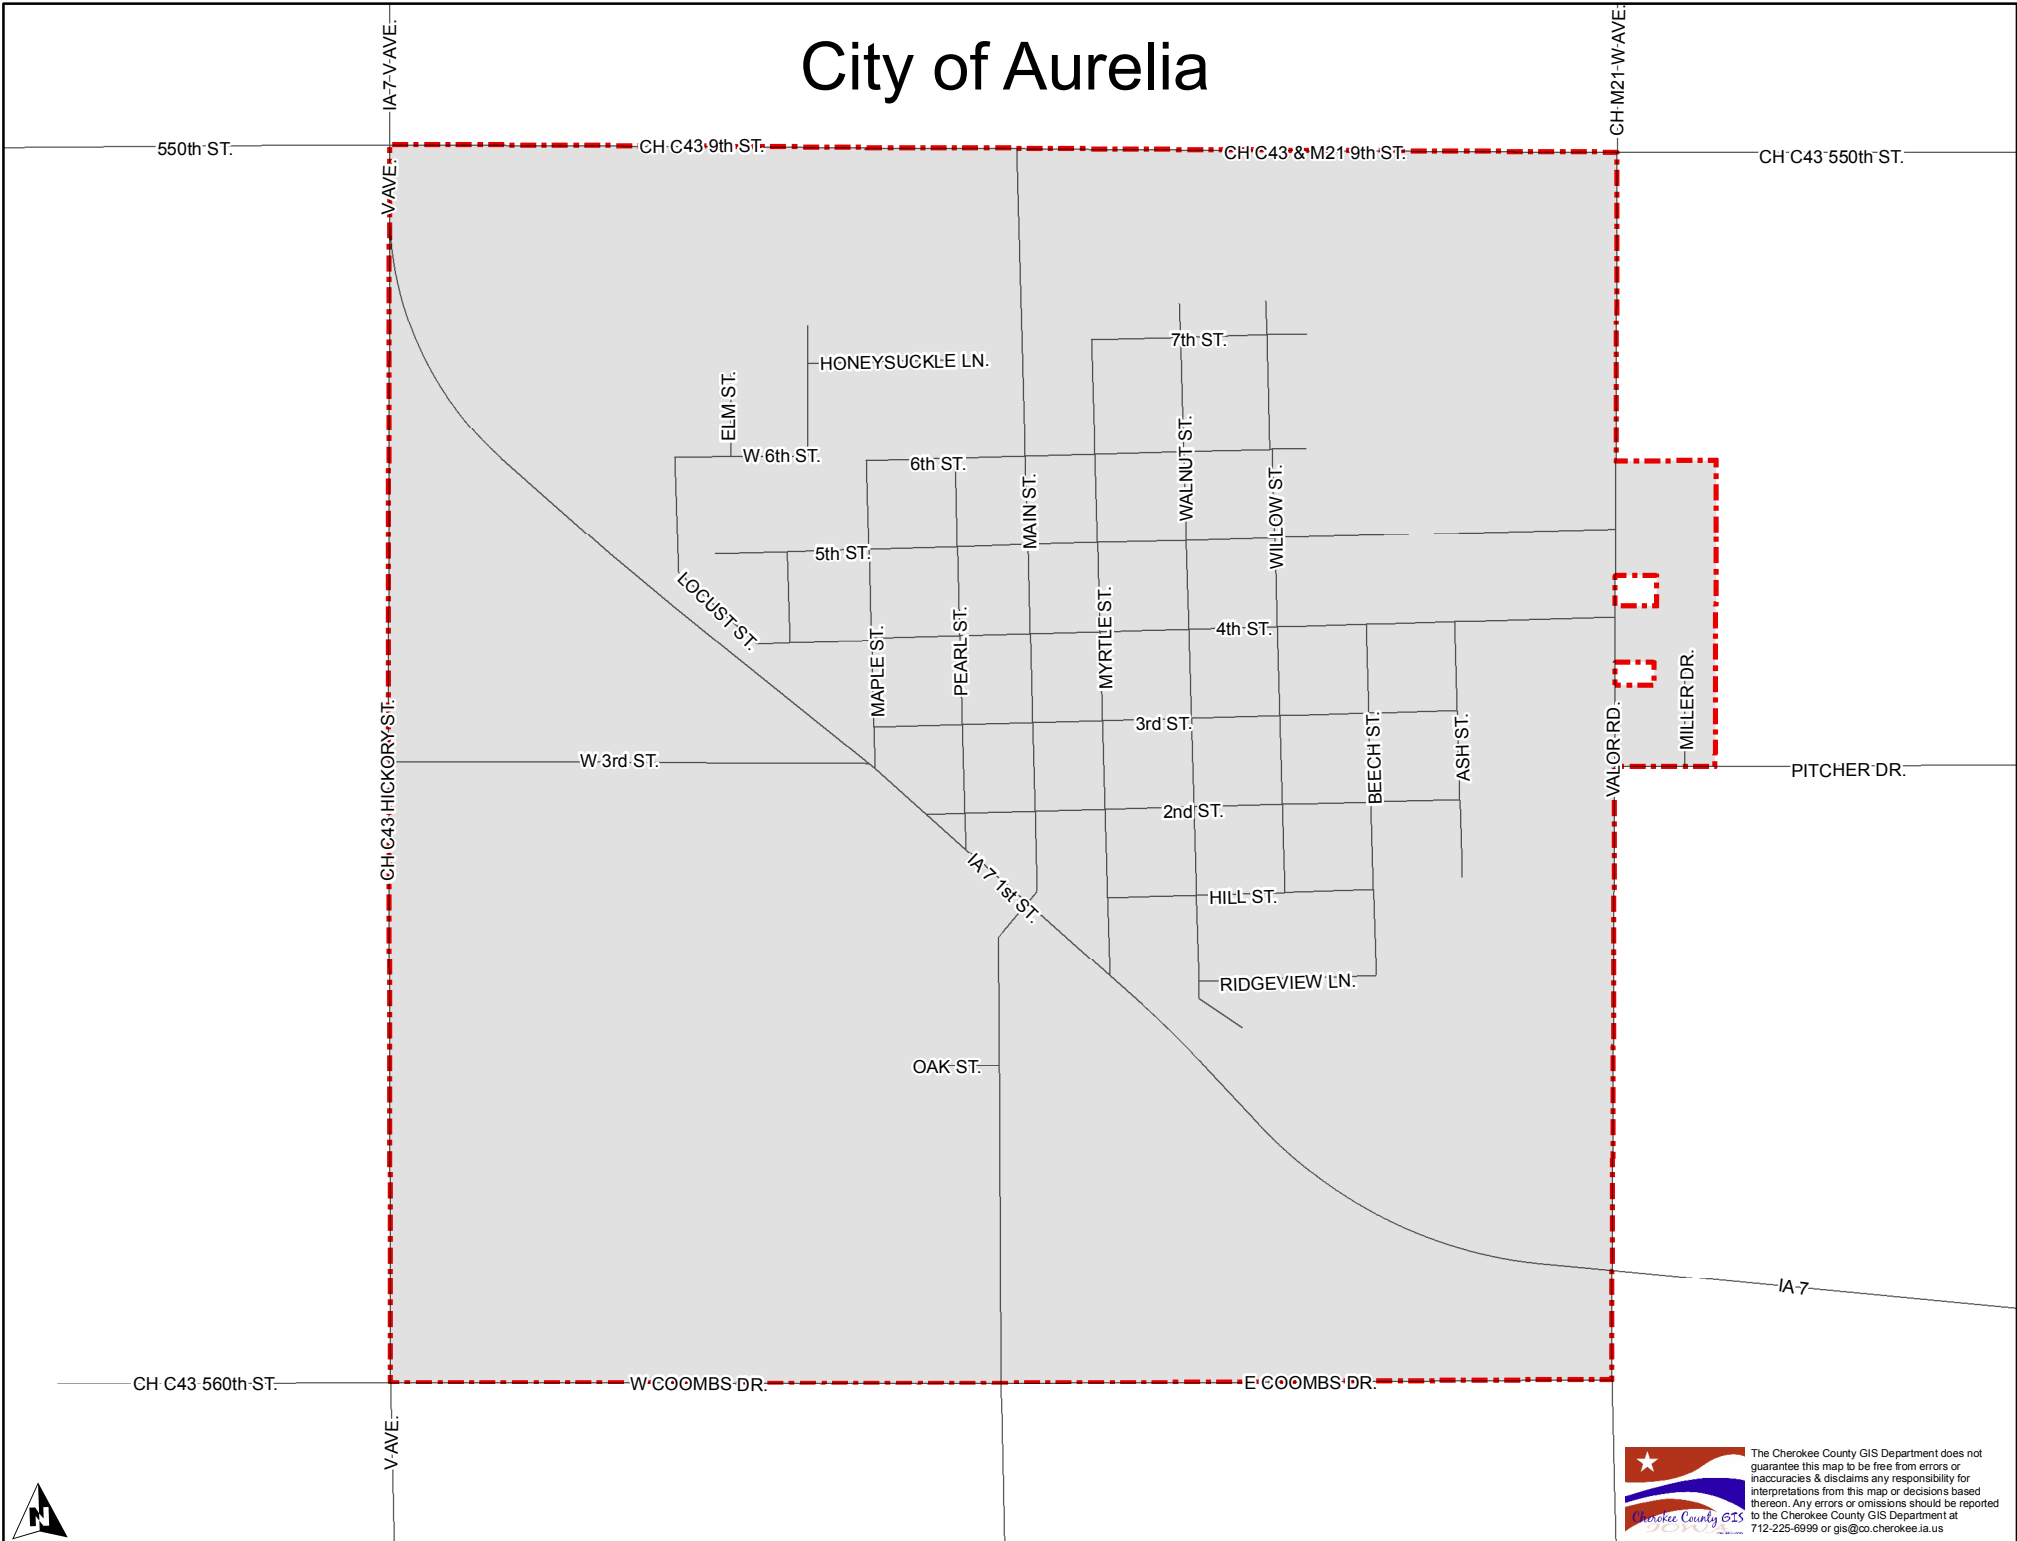 City of Aurelia
IA 7 V AVE.
CH M21 W AVE.
550th ST.
CH C43 9th ST.
CH C43 & M21 9th ST.
CH C43 550th ST.
V AVE.
7th ST.
HONEYSUCKLE LN.
ELM ST.
W 6th ST.
6th ST.
WALNUT ST.
MAIN ST.
WILLOW ST.
5th ST.
LOCUST ST.
MAPLE ST.
PEARL ST.
MYRTLE ST.
4th ST.
MILLER DR.
CH C43 HICKORY ST.
3rd ST.
BEECH ST.
ASH ST.
VALOR RD.
W 3rd ST.
PITCHER DR.
2nd ST.
IA 7 1st ST.
HILL ST.
RIDGEVIEW LN.
OAK ST.
IA 7
CH C43 560th ST.
W COOMBS DR.
E COOMBS DR.
V AVE.
N
Cherokee County GIS
IOWA
The Cherokee County GIS Department does not
guarantee this map to be free from errors or
inaccuracies & disclaims any responsibility for
interpretations from this map or decisions based
thereon. Any errors or omissions should be reported
to the Cherokee County GIS Department at
712-225-6999 or gis@co.cherokee.ia.us